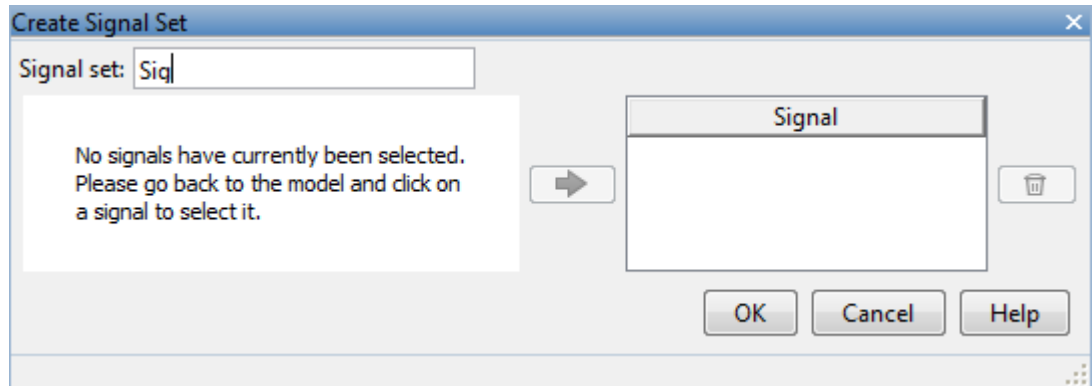 Create Signal Set
Signal set: Sig
No signals have currently been selected.
Please go back to the model and click on
a signal to select it.
Signal
OK Cancel Help